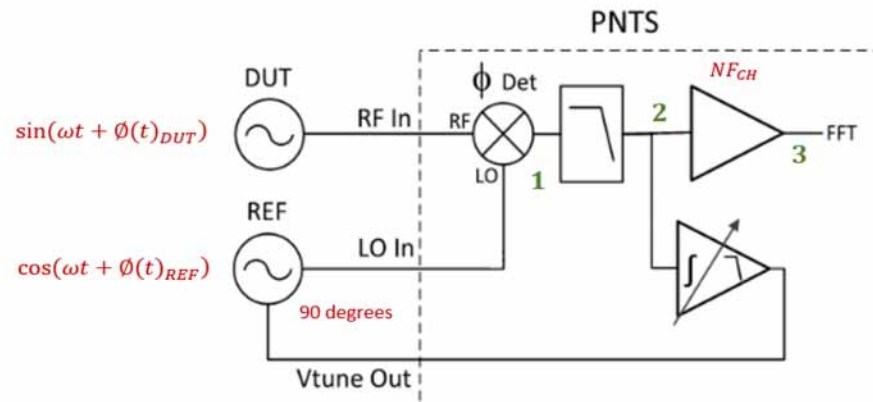 PNTS
DUT
ϕ Det
NF_CH
sin(ωt + Ø(t)_DUT)
RF In
RF
2
FFT
3
LO
1
REF
LO In
cos(ωt + Ø(t)_REF)
90 degrees
∫
Vtune Out